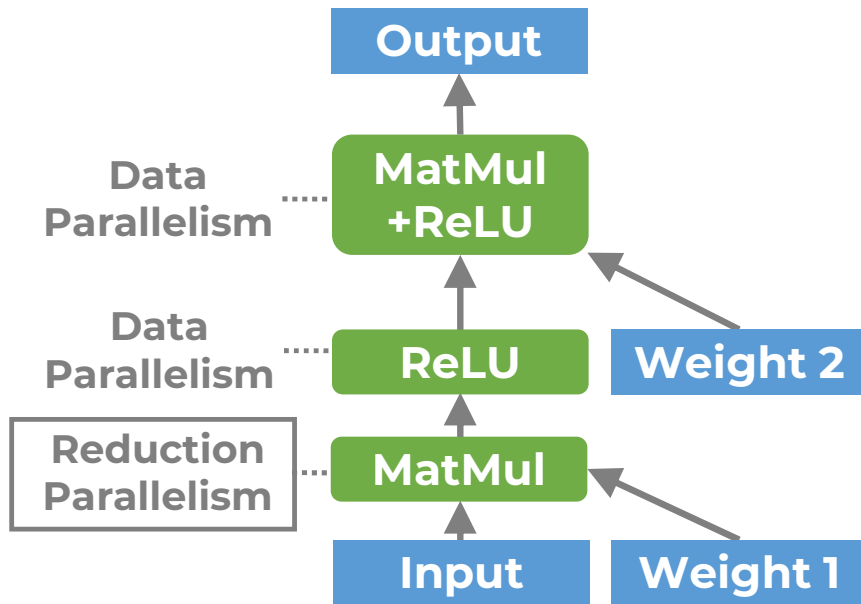 Output
Data
Parallelism
MatMul
+ReLU
Data
Parallelism
ReLU
Weight 2
Reduction
Parallelism
MatMul
Input
Weight 1